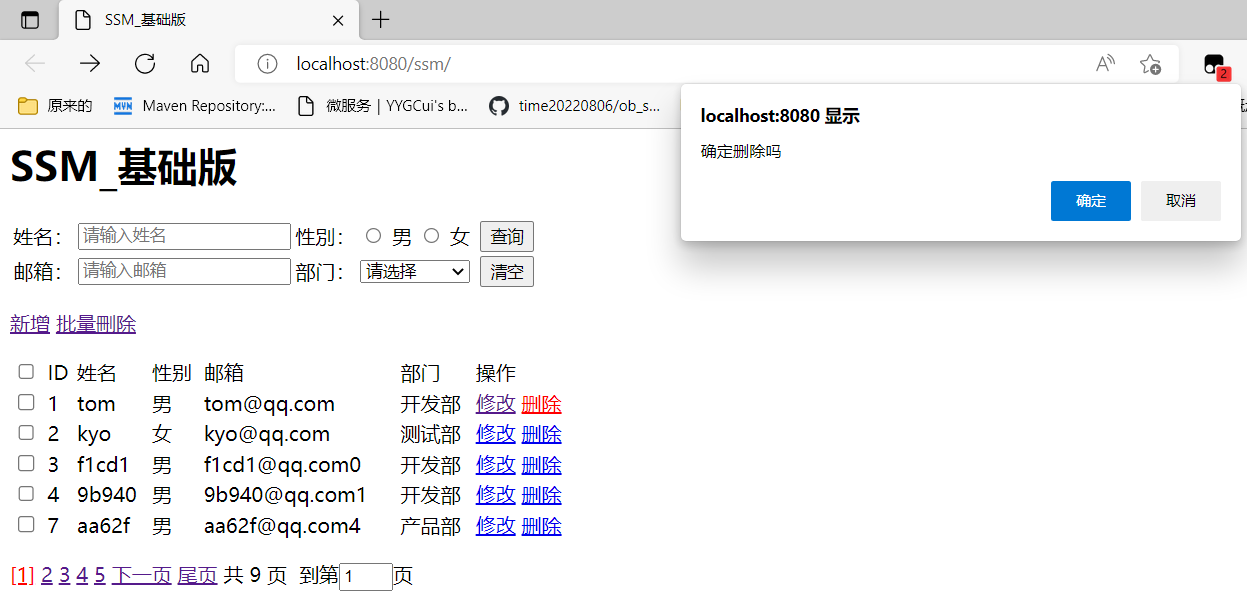 SSM_基础版
localhost:8080/ssm/
2
原来的 Maven Repository:... 微服务 | YYGCui's b... time20220806/ob_s...
localhost:8080 显示
确定删除吗
确定 取消
SSM_基础版
姓名： 请输入姓名 性别： 男 女 查询
邮箱： 请输入邮箱 部门： 请选择 清空
新增 批量删除
ID 姓名 性别 邮箱 部门 操作
1 tom 男 tom@qq.com 开发部 修改 删除
2 kyo 女 kyo@qq.com 测试部 修改 删除
3 f1cd1 男 f1cd1@qq.com0 开发部 修改 删除
4 9b940 男 9b940@qq.com1 开发部 修改 删除
7 aa62f 男 aa62f@qq.com4 产品部 修改 删除
[1] 2 3 4 5 下一页 尾页 共 9 页 到第 1 页